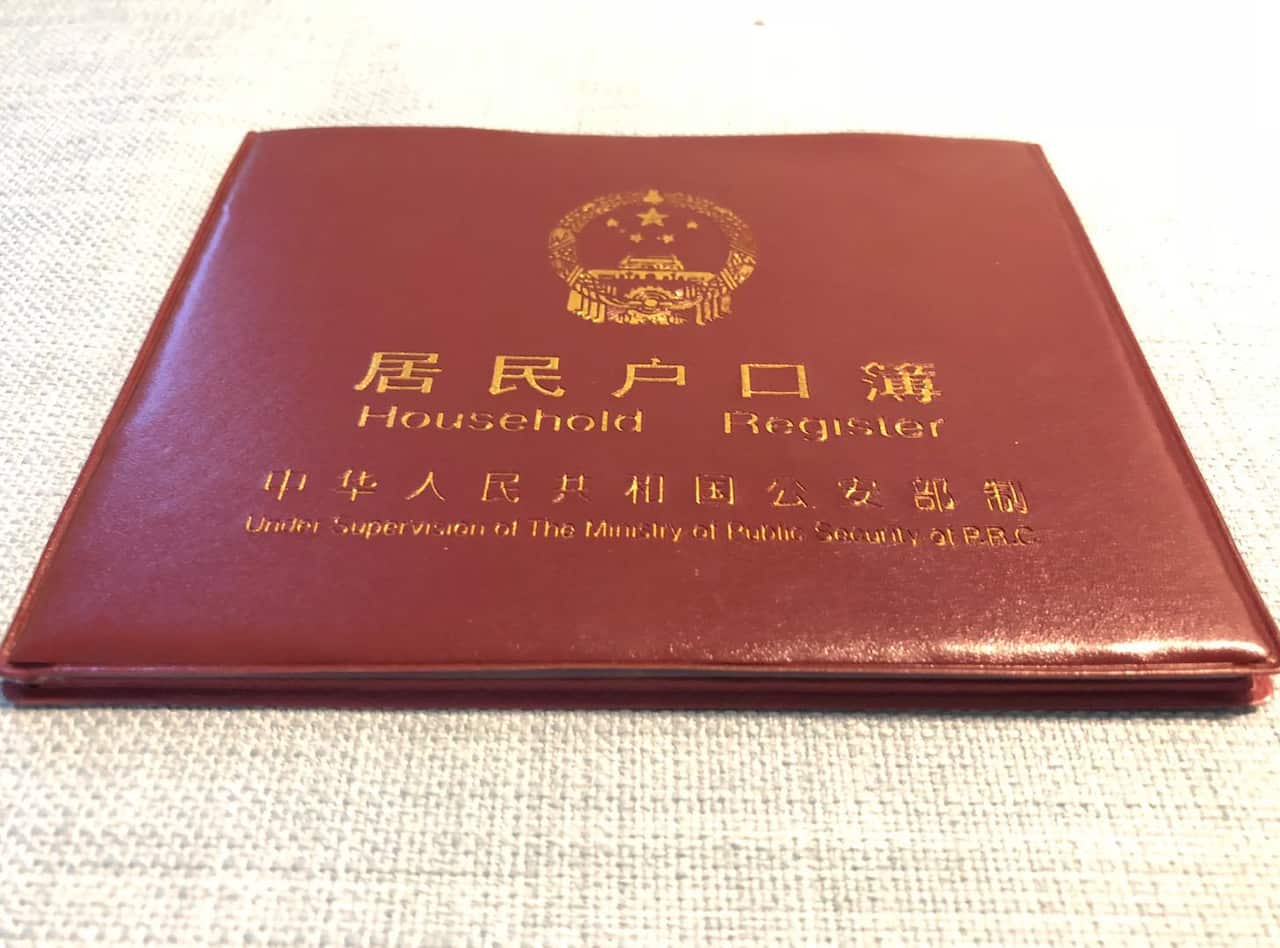 居民户口簿
Household Register
中华人民共和国公安部制
Under Supervision of The Ministry of Public Security of P.R.C.